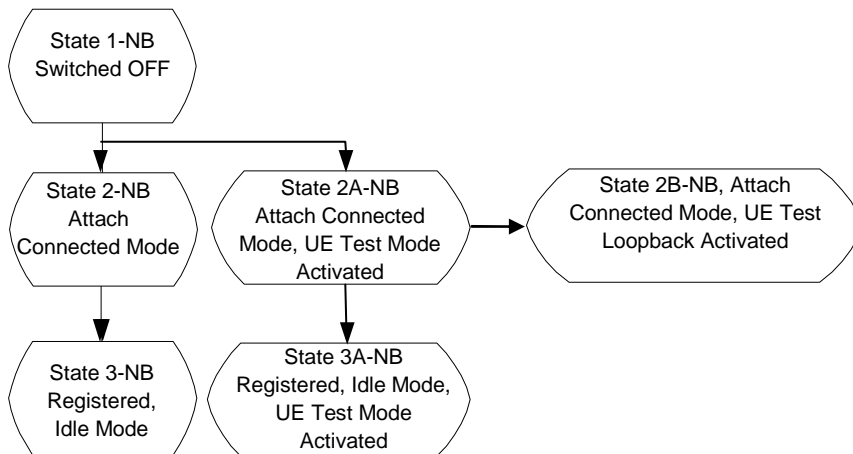 State 1-NB
Switched OFF
State 2-NB
Attach
Connected Mode
State 2A-NB
Attach Connected
Mode, UE Test Mode
Activated
State 2B-NB, Attach
Connected Mode, UE Test
Loopback Activated
State 3-NB
Registered,
Idle Mode
State 3A-NB
Registered, Idle Mode,
UE Test Mode
Activated